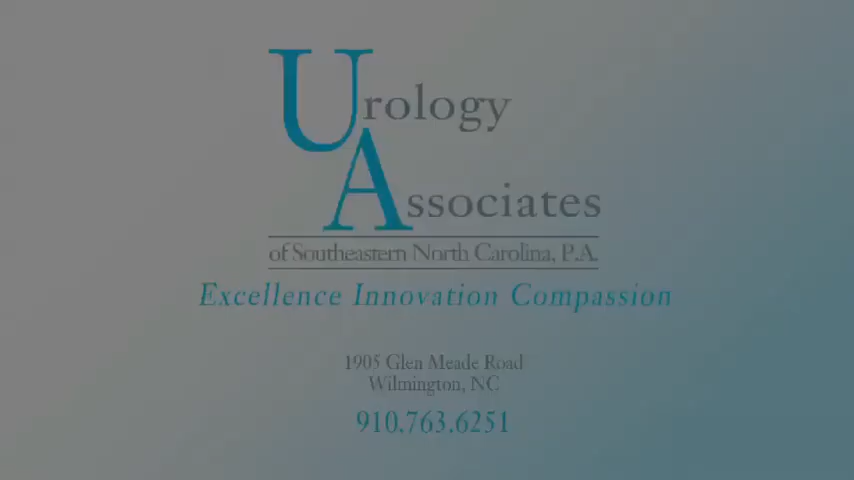 Urology
Associates
of Southeastern North Carolina, P.A.
Excellence Innovation Compassion
1905 Glen Meade Road
Wilmington, NC
910.763.6251